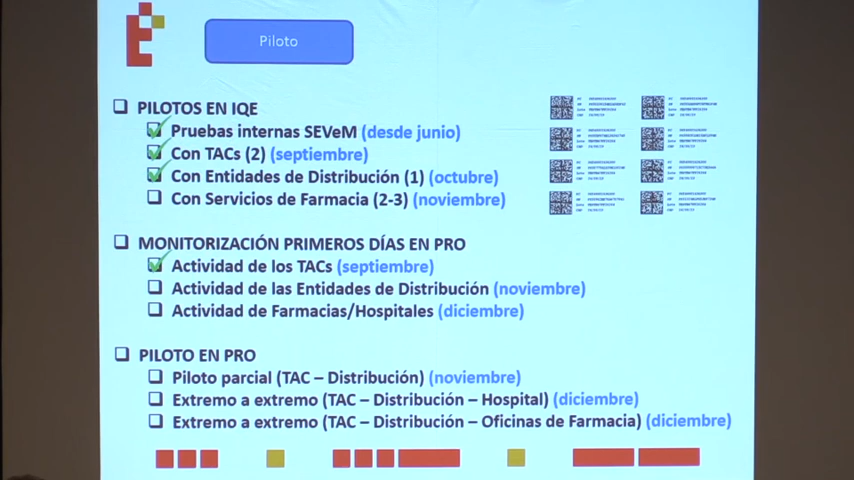 Piloto
PILOTOS EN IQE
Pruebas internas SEVeM (desde junio)
Con TACs (2) (septiembre)
Con Entidades de Distribución (1) (octubre)
Con Servicios de Farmacia (2-3) (noviembre)
MONITORIZACIÓN PRIMEROS DÍAS EN PRO
Actividad de los TACs (septiembre)
Actividad de las Entidades de Distribución (noviembre)
Actividad de Farmacias/Hospitales (diciembre)
PILOTO EN PRO
Piloto parcial (TAC – Distribución) (noviembre)
Extremo a extremo (TAC – Distribución – Hospital) (diciembre)
Extremo a extremo (TAC – Distribución – Oficinas de Farmacia) (diciembre)